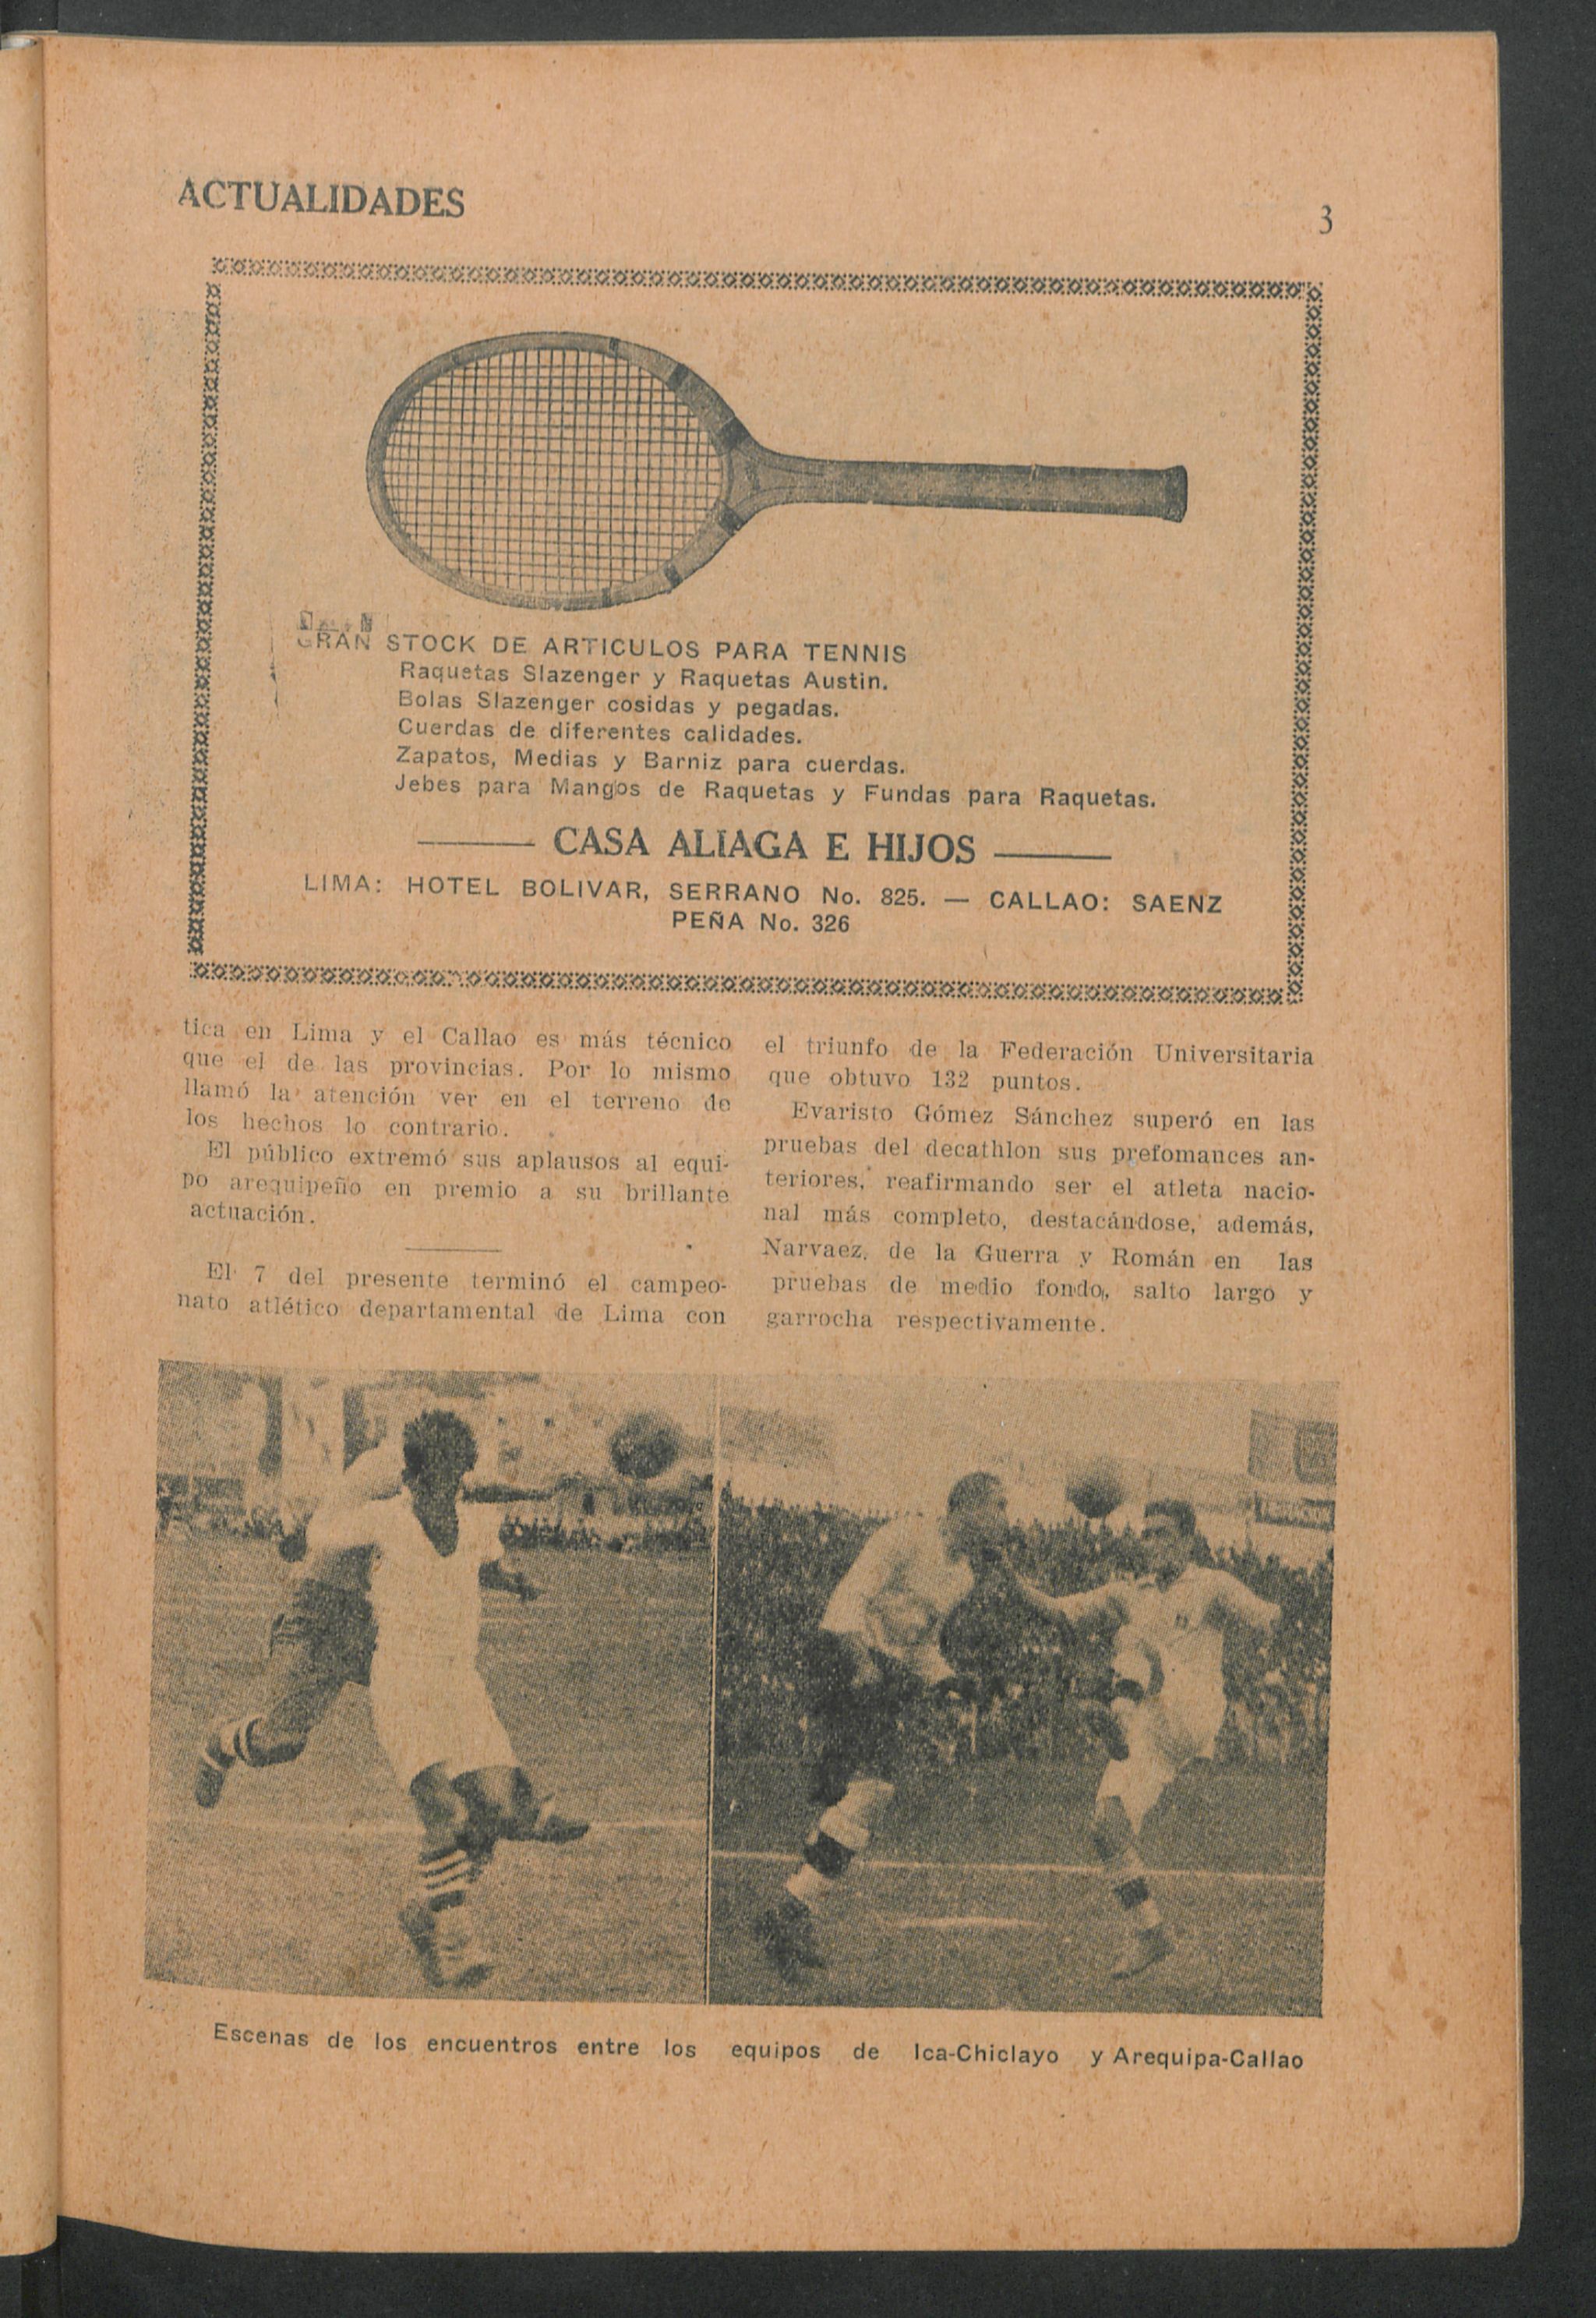 ACTUALIDADES
3
GRAN STOCK DE ARTICULOS PARA TENNIS
Raquetas Slazenger y Raquetas Austin.
Bolas Slazenger cosidas y pegadas.
Cuerdas de diferentes calidades.
Zapatos, Medias y Barniz para cuerdas.
Jebes para Mangos de Raquetas y Fundas para Raquetas.
CASA ALIAGA E HIJOS
LIMA: HOTEL BOLIVAR, SERRANO No. 825. — CALLAO: SAENZ
PEÑA No. 326
tica en Lima y el Callao es más técnico
que el de las provincias. Por lo mismo
llamó la atención ver en el terreno de
los hechos lo contrario.
El público extremó sus aplausos al equi-
po arequipeño en premio a su brillante
actuación.
El 7 del presente terminó el campeo-
nato atlético departamental de Lima con
el triunfo de la Federación Universitaria
que obtuvo 132 puntos.
Evaristo Gómez Sánchez superó en las
pruebas del decathlon sus prefomances an-
teriores, reafirmando ser el atleta nacio-
nal más completo, destacándose, además,
Narvaez, de la Guerra y Román en las
pruebas de medio fondo, salto largo y
garrocha respectivamente.
Escenas de los encuentros entre los equipos de Ica-Chiclayo y Arequipa-Callao